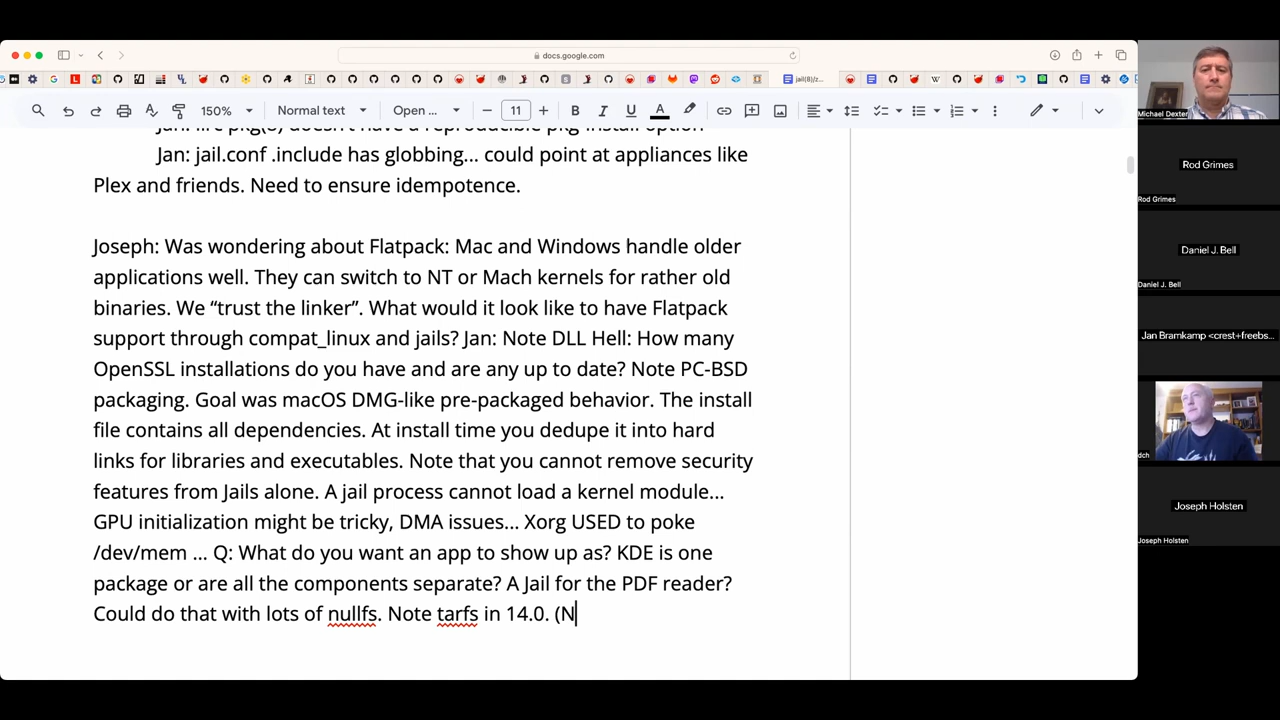 docs.google.com
jail(8)/z...
150%
Normal text
Open ...
11
Jan: jail.conf .include has globbing... could point at appliances like
Plex and friends. Need to ensure idempotence.
Joseph: Was wondering about Flatpack: Mac and Windows handle older
applications well. They can switch to NT or Mach kernels for rather old
binaries. We “trust the linker”. What would it look like to have Flatpack
support through compat_linux and jails? Jan: Note DLL Hell: How many
OpenSSL installations do you have and are any up to date? Note PC-BSD
packaging. Goal was macOS DMG-like pre-packaged behavior. The install
file contains all dependencies. At install time you dedupe it into hard
links for libraries and executables. Note that you cannot remove security
features from Jails alone. A jail process cannot load a kernel module...
GPU initialization might be tricky, DMA issues... Xorg USED to poke
/dev/mem ... Q: What do you want an app to show up as? KDE is one
package or are all the components separate? A Jail for the PDF reader?
Could do that with lots of nullfs. Note tarfs in 14.0. (N
Michael Dexter
Rod Grimes
Rod Grimes
Daniel J. Bell
Daniel J. Bell
Jan Bramkamp <crest+freebs...
dch
Joseph Holsten
Joseph Holsten